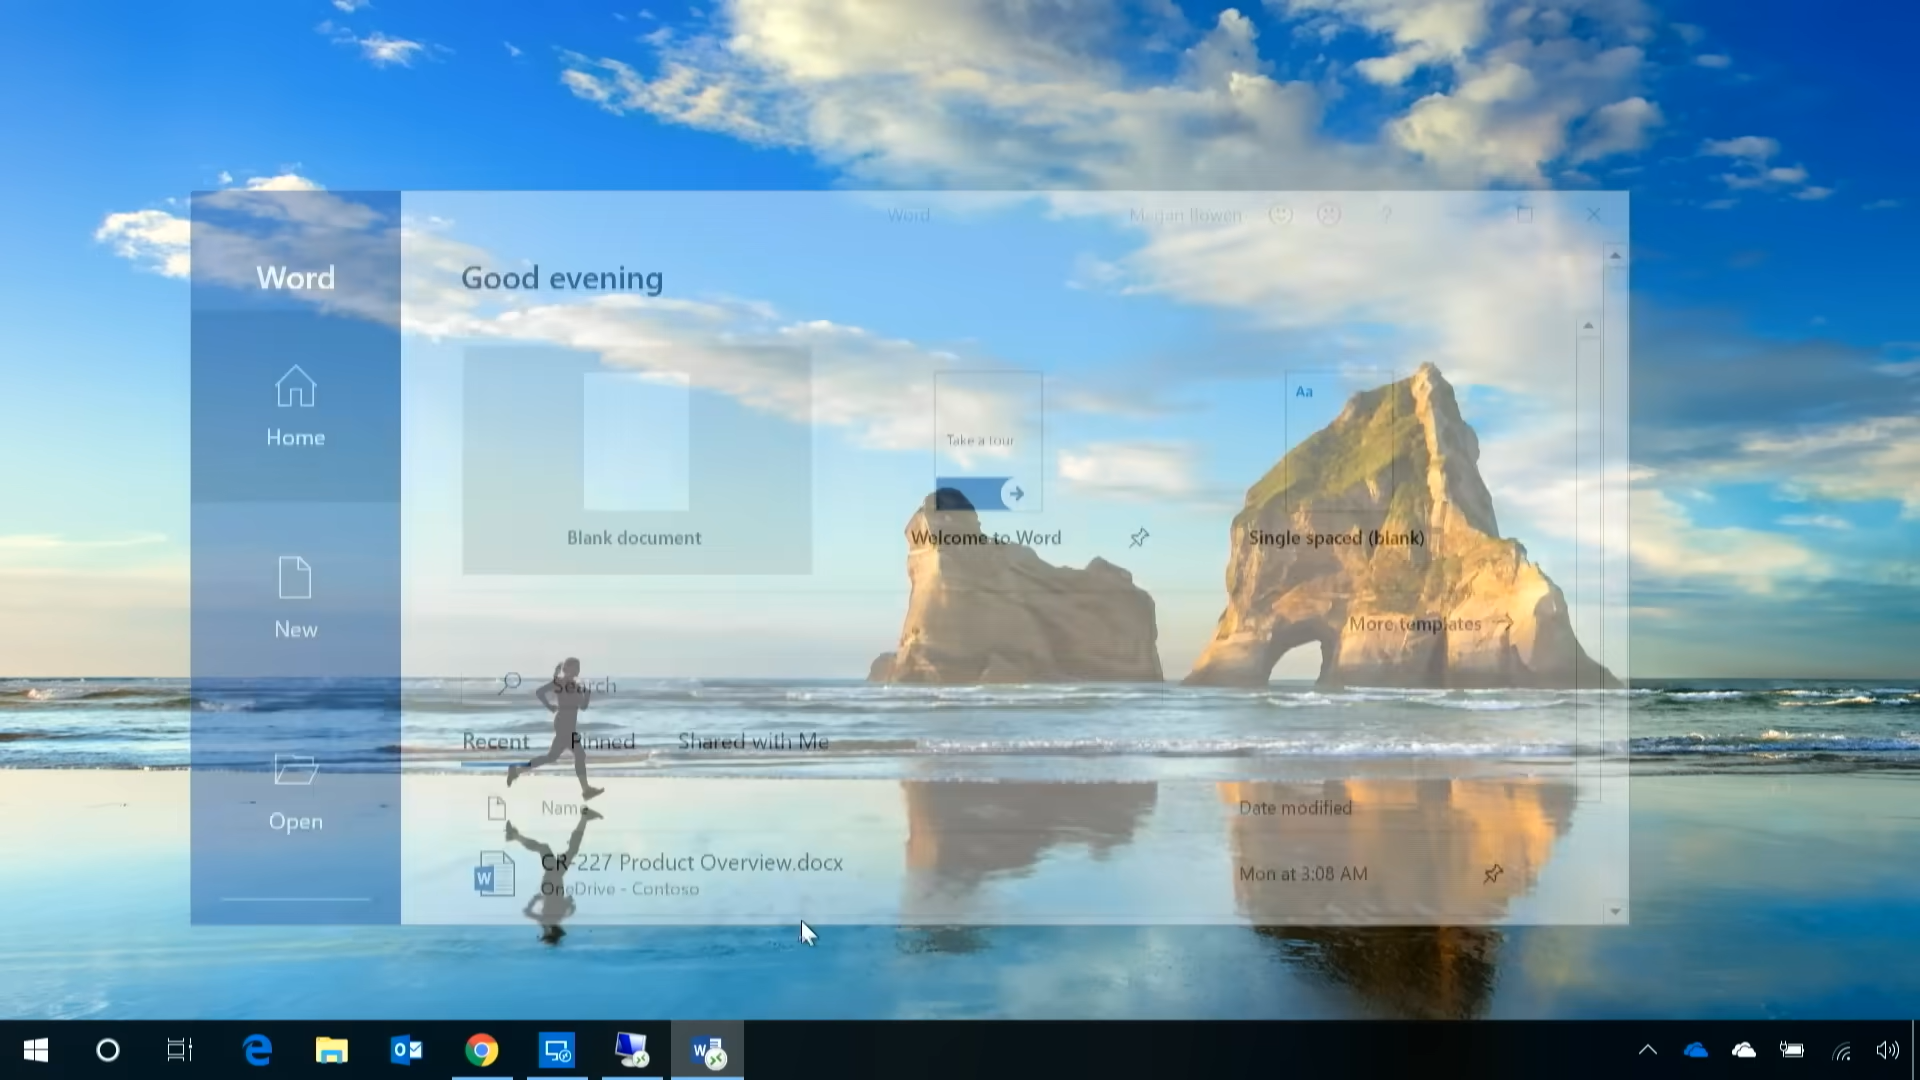 Word
Megan Bowen
?
Word
Good evening
Home
New
Open
Take a tour
Aa
Blank document
Welcome to Word
Single spaced (blank)
More templates
Search
Recent
Pinned
Shared with Me
Name
Date modified
CR-227 Product Overview.docx
OneDrive - Contoso
Mon at 3:08 AM